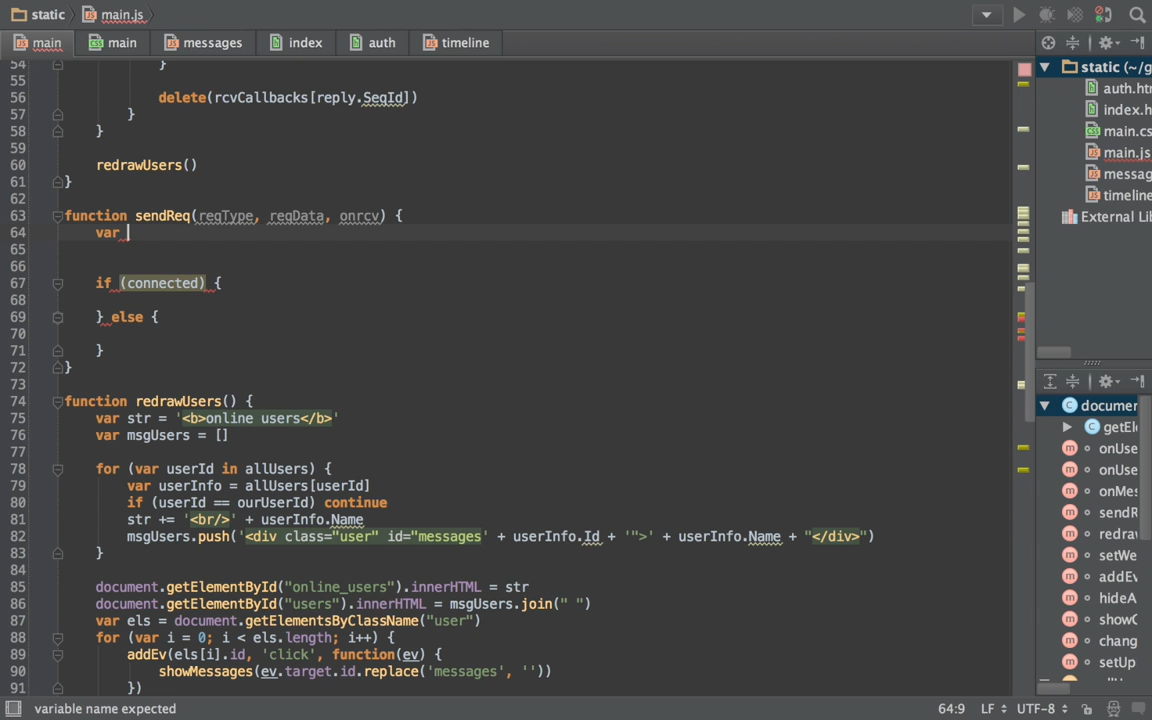 static main.js
main main messages index auth timeline
54 }
55
56 delete(rcvCallbacks[reply.SeqId])
57 }
58 }
59
60 redrawUsers()
61 }
62
63 function sendReq(reqType, reqData, onrcv) {
64 var
65
66
67 if (connected) {
68
69 } else {
70
71 }
72 }
73
74 function redrawUsers() {
75 var str = '<b>online users</b>'
76 var msgUsers = []
77
78 for (var userId in allUsers) {
79 var userInfo = allUsers[userId]
80 if (userId == ourUserId) continue
81 str += '<br/>' + userInfo.Name
82 msgUsers.push('<div class="user" id="messages' + userInfo.Id + '">' + userInfo.Name + "</div>")
83 }
84
85 document.getElementById("online_users").innerHTML = str
86 document.getElementById("users").innerHTML = msgUsers.join(" ")
87 var els = document.getElementsByClassName("user")
88 for (var i = 0; i < els.length; i++) {
89 addEv(els[i].id, 'click', function(ev) {
90 showMessages(ev.target.id.replace('messages', ''))
91 })
static (~/g
auth.htm
index.h
main.cs
main.js
messag
timeline
External Lib
documen
getEle
onUse
onUse
onMes
sendR
redraw
setWe
addEv
hideA
showC
chang
setUp
variable name expected 64:9 LF UTF-8